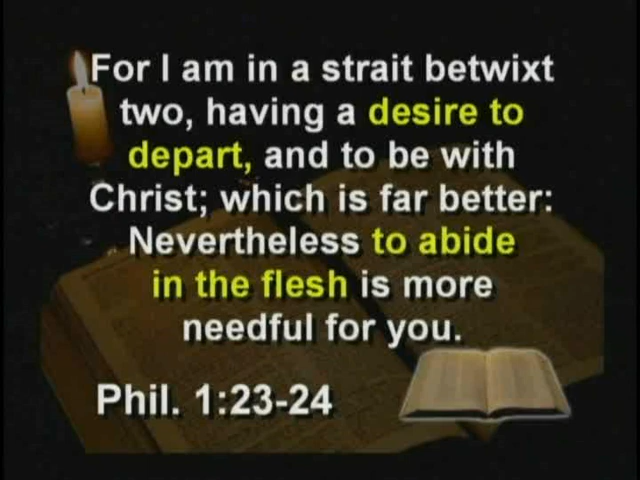 For I am in a strait betwixt
two, having a desire to
depart, and to be with
Christ; which is far better:
Nevertheless to abide
in the flesh is more
needful for you.
Phil. 1:23-24